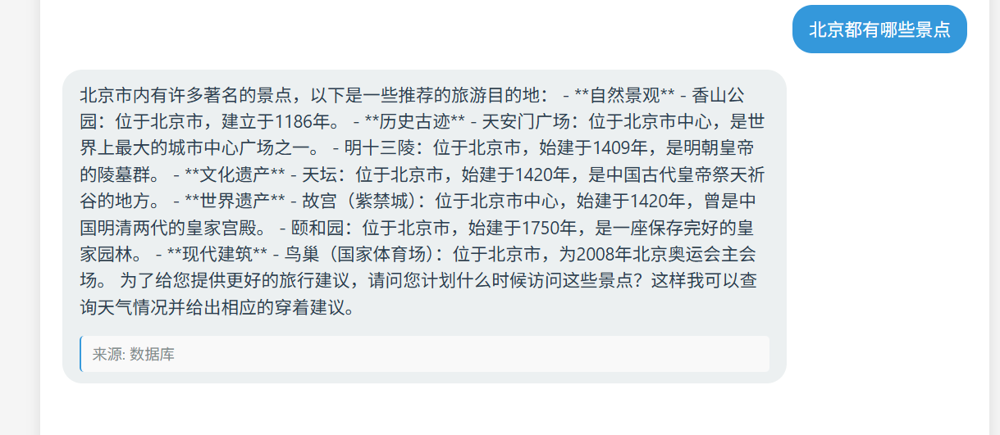 北京都有哪些景点
北京市内有许多著名的景点，以下是一些推荐的旅游目的地： - **自然景观** - 香山公
园：位于北京市，建立于1186年。 - **历史古迹** - 天安门广场：位于北京市中心，是世
界上最大的城市中心广场之一。 - 明十三陵：位于北京市，始建于1409年，是明朝皇帝
的陵墓群。 - **文化遗产** - 天坛：位于北京市，始建于1420年，是中国古代皇帝祭天祈
谷的地方。 - **世界遗产** - 故宫（紫禁城）：位于北京市中心，始建于1420年，曾是中
国明清两代的皇家宫殿。 - 颐和园：位于北京市，始建于1750年，是一座保存完好的皇
家园林。 - **现代建筑** - 鸟巢（国家体育场）：位于北京市，为2008年北京奥运会主会
场。 为了给您提供更好的旅行建议，请问您计划什么时候访问这些景点？这样我可以查
询天气情况并给出相应的穿着建议。
来源: 数据库